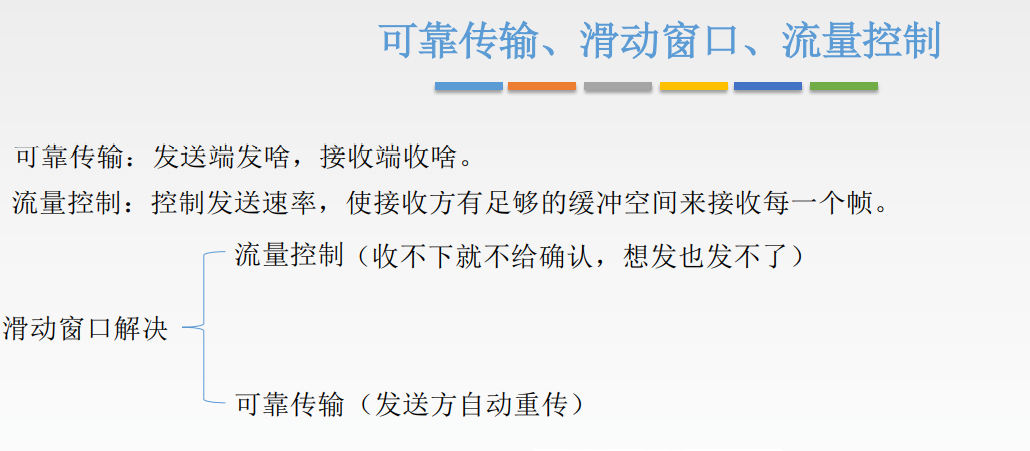 可靠传输、滑动窗口、流量控制
可靠传输：发送端发啥，接收端收啥。
流量控制：控制发送速率，使接收方有足够的缓冲空间来接收每一个帧。
流量控制（收不下就不给确认，想发也发不了）
滑动窗口解决
可靠传输（发送方自动重传）